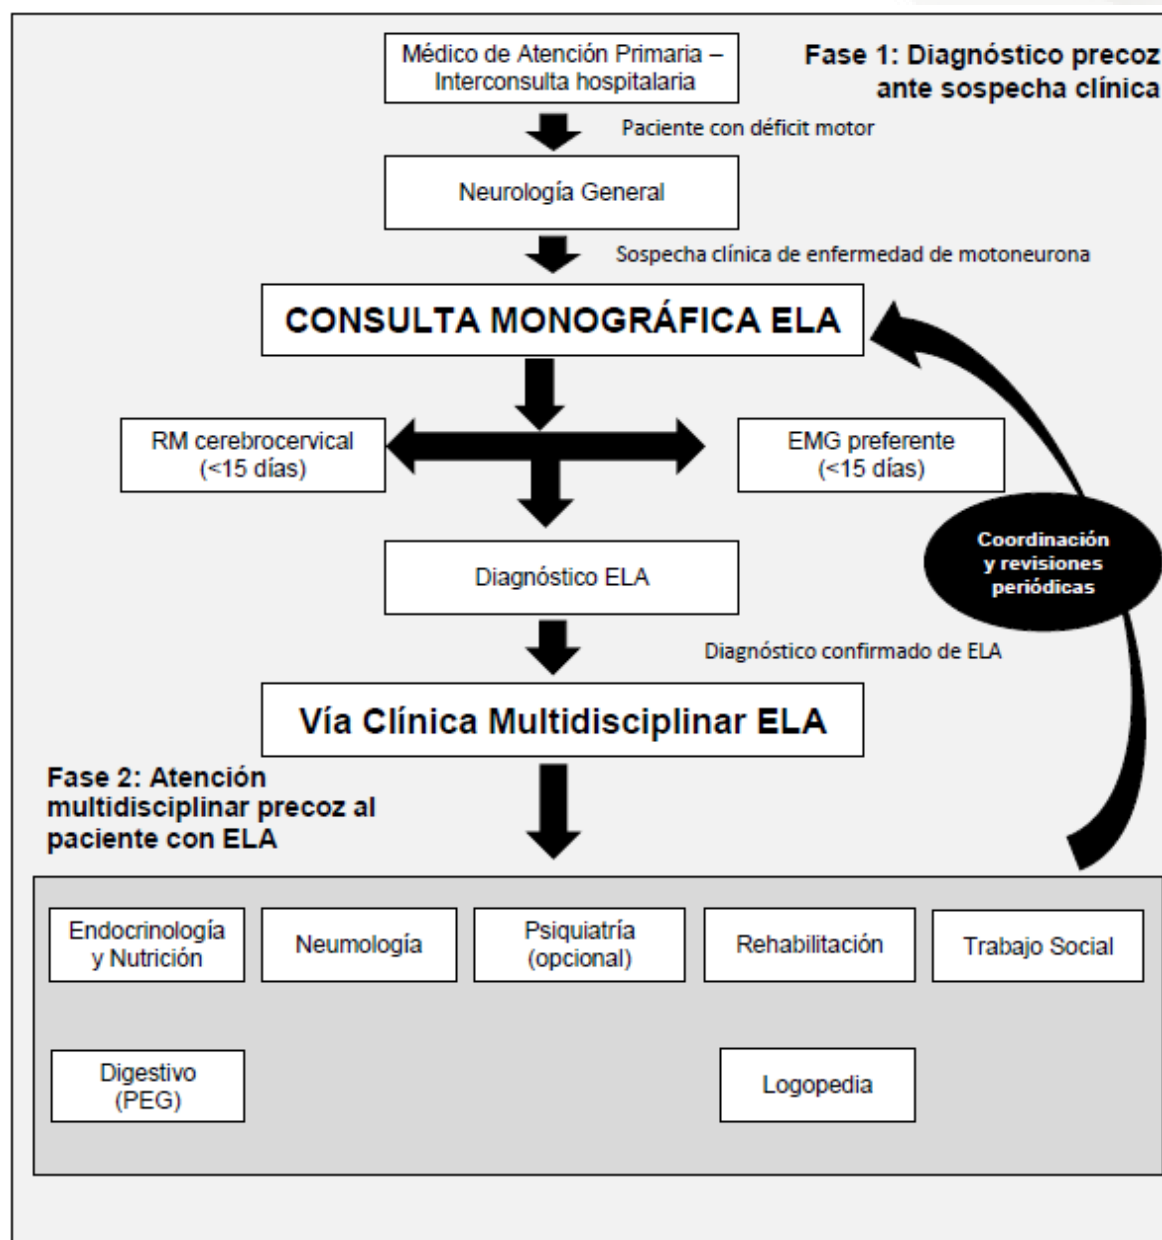 Médico de Atención Primaria –
Interconsulta hospitalaria
Fase 1: Diagnóstico precoz
ante sospecha clínica
Paciente con déficit motor
Neurología General
Sospecha clínica de enfermedad de motoneurona
CONSULTA MONOGRÁFICA ELA
RM cerebrocervical
(<15 días)
EMG preferente
(<15 días)
Coordinación
y revisiones
periódicas
Diagnóstico ELA
Diagnóstico confirmado de ELA
Vía Clínica Multidisciplinar ELA
Fase 2: Atención
multidisciplinar precoz al
paciente con ELA
Endocrinología
y Nutrición
Neumología
Psiquiatría
(opcional)
Rehabilitación
Trabajo Social
Digestivo
(PEG)
Logopedia